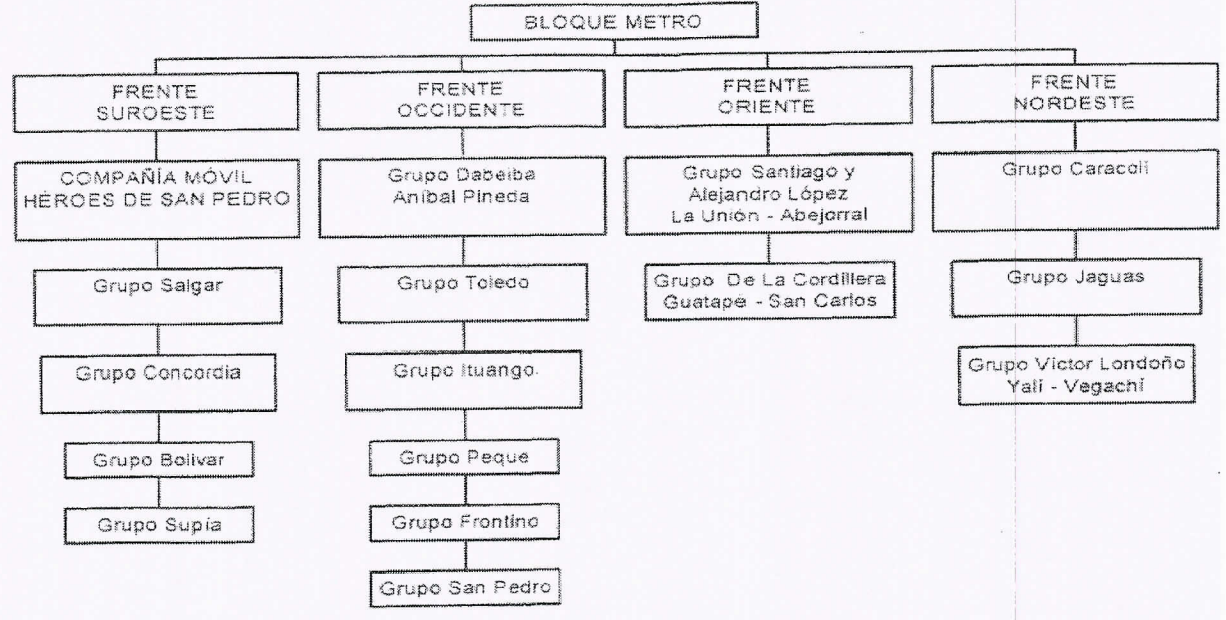 BLOQUE METRO
FRENTE
SUROESTE
COMPAÑÍA MÓVIL
HÉROES DE SAN PEDRO
Grupo Salgar
Grupo Concordia
Grupo Bolivar
Grupo Supía
FRENTE
OCCIDENTE
Grupo Dabeiba
Aníbal Pineda
Grupo Toledo
Grupo Ituango.
Grupo Peque
Grupo Frontino
Grupo San Pedro
FRENTE
ORIENTE
Grupo Santiago y
Alejandro López
La Unión - Abejorral
Grupo De La Cordillera
Guatapé - San Carlos
FRENTE
NORDESTE
Grupo Caracolí
Grupo Jaguas
Grupo Víctor Londoño
Yalí - Vegachí